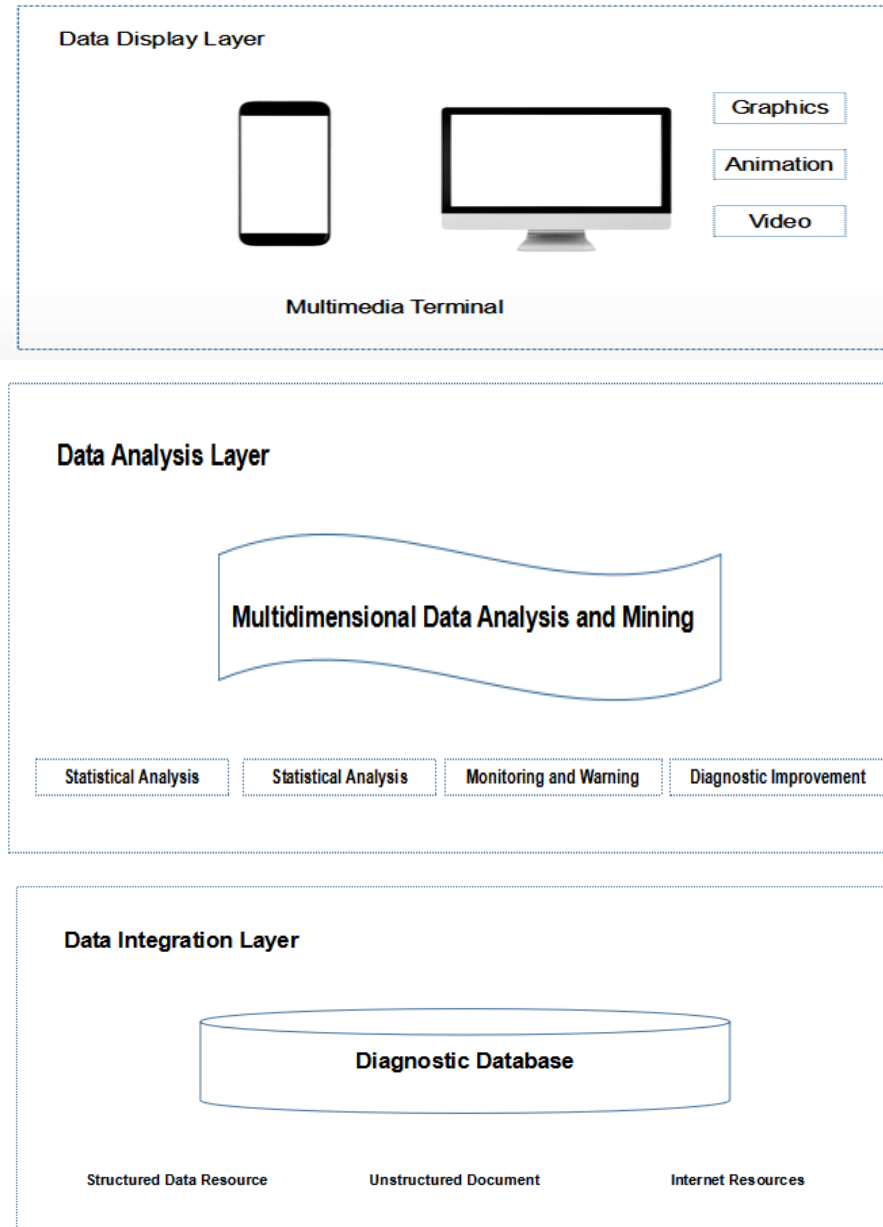 Data Display Layer
Graphics
Animation
Video
Multimedia Terminal
Data Analysis Layer
Multidimensional Data Analysis and Mining
Statistical Analysis
Statistical Analysis
Monitoring and Warning
Diagnostic Improvement
Data Integration Layer
Diagnostic Database
Structured Data Resource
Unstructured Document
Internet Resources